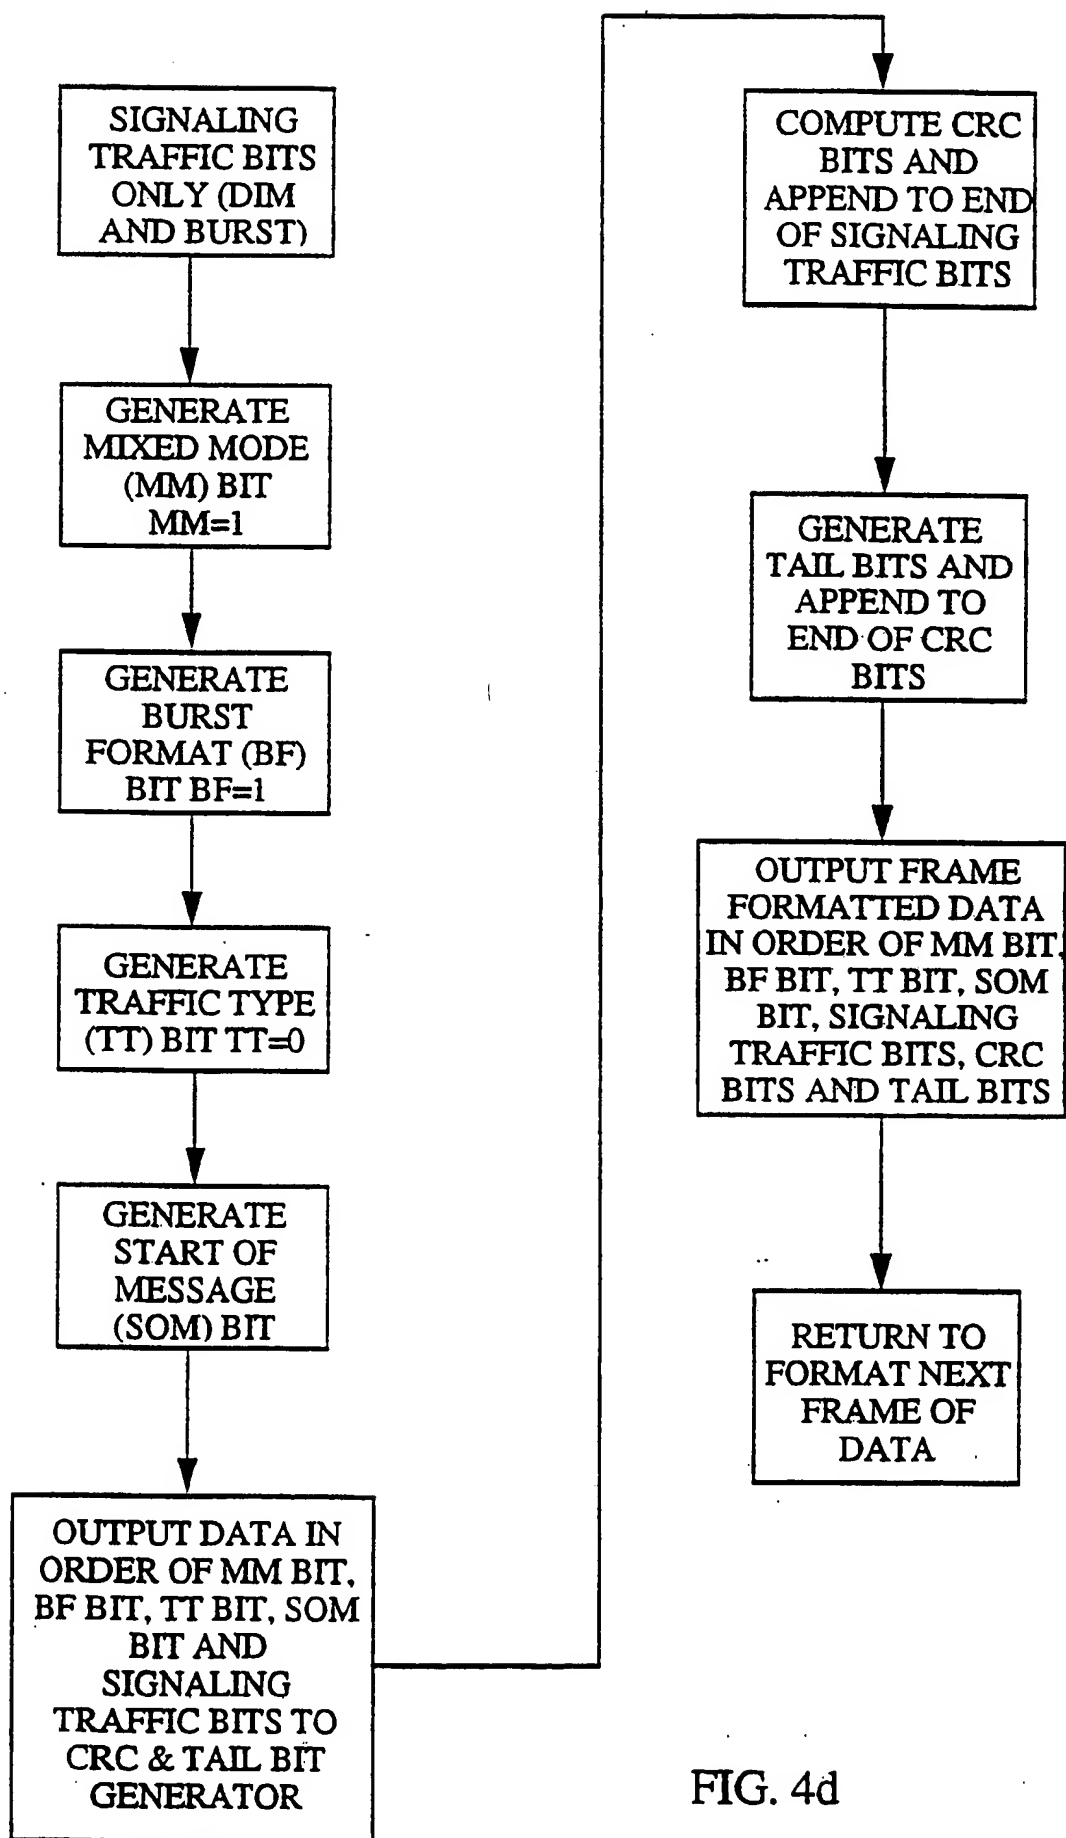 SIGNALING
TRAFFIC BITS
ONLY (DIM
AND BURST)
GENERATE
MIXED MODE
(MM) BIT
MM=1
GENERATE
BURST
FORMAT (BF)
BIT BF=1
GENERATE
TRAFFIC TYPE
(TT) BIT TT=0
GENERATE
START OF
MESSAGE
(SOM) BIT
OUTPUT DATA IN
ORDER OF MM BIT,
BF BIT, TT BIT, SOM
BIT AND
SIGNALING
TRAFFIC BITS TO
CRC & TAIL BIT
GENERATOR
COMPUTE CRC
BITS AND
APPEND TO END
OF SIGNALING
TRAFFIC BITS
GENERATE
TAIL BITS AND
APPEND TO
END OF CRC
BITS
OUTPUT FRAME
FORMATTED DATA
IN ORDER OF MM BIT,
BF BIT, TT BIT, SOM
BIT, SIGNALING
TRAFFIC BITS, CRC
BITS AND TAIL BITS
RETURN TO
FORMAT NEXT
FRAME OF
DATA
FIG. 4d